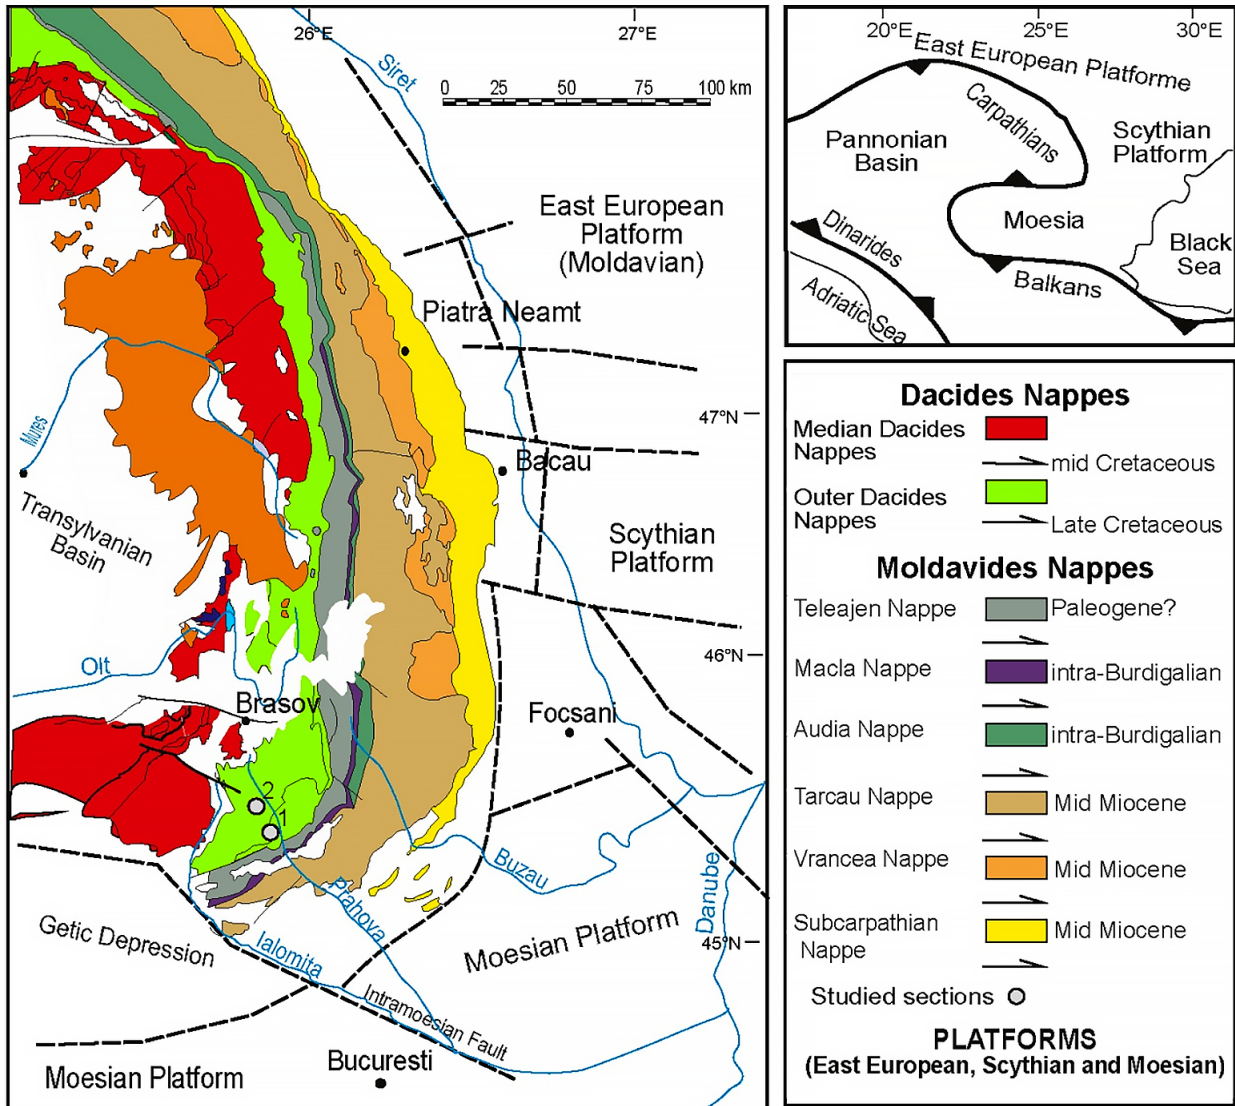 26°E
27°E
Siret
0 25 50 75 100 km
East European
Platform
(Moldavian)
Piatra Neamt
47°N
Mures
Bacau
Transylvanian
Basin
Scythian
Platform
Olt
46°N
Brasov
Focsani
2
1
Buzau
Danube
Prahova
Getic Depression
Ialomita
Moesian Platform
45°N
Intramoesian Fault
Bucuresti
Moesian Platform
20°E
25°E
30°E
East European Platforme
Carpathians
Pannonian
Basin
Scythian
Platform
Moesia
Dinarides
Black
Sea
Balkans
Adriatic Sea
Dacides Nappes
Median Dacides
Nappes
mid Cretaceous
Outer Dacides
Nappes
Late Cretaceous
Moldavides Nappes
Teleajen Nappe Paleogene?
Macla Nappe intra-Burdigalian
Audia Nappe intra-Burdigalian
Tarcau Nappe Mid Miocene
Vrancea Nappe Mid Miocene
Subcarpathian
Nappe
Mid Miocene
Studied sections
PLATFORMS
(East European, Scythian and Moesian)